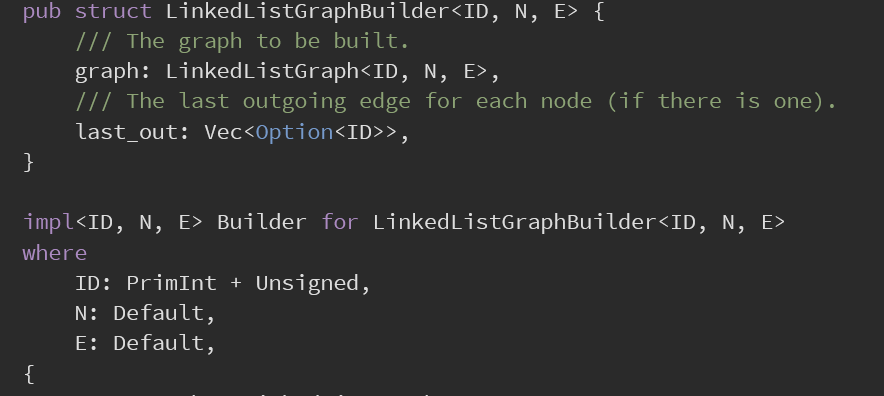 pub struct LinkedListGraphBuilder<ID, N, E> {
    /// The graph to be built.
    graph: LinkedListGraph<ID, N, E>,
    /// The last outgoing edge for each node (if there is one).
    last_out: Vec<Option<ID>>,
}

impl<ID, N, E> Builder for LinkedListGraphBuilder<ID, N, E>
where
    ID: PrimInt + Unsigned,
    N: Default,
    E: Default,
{